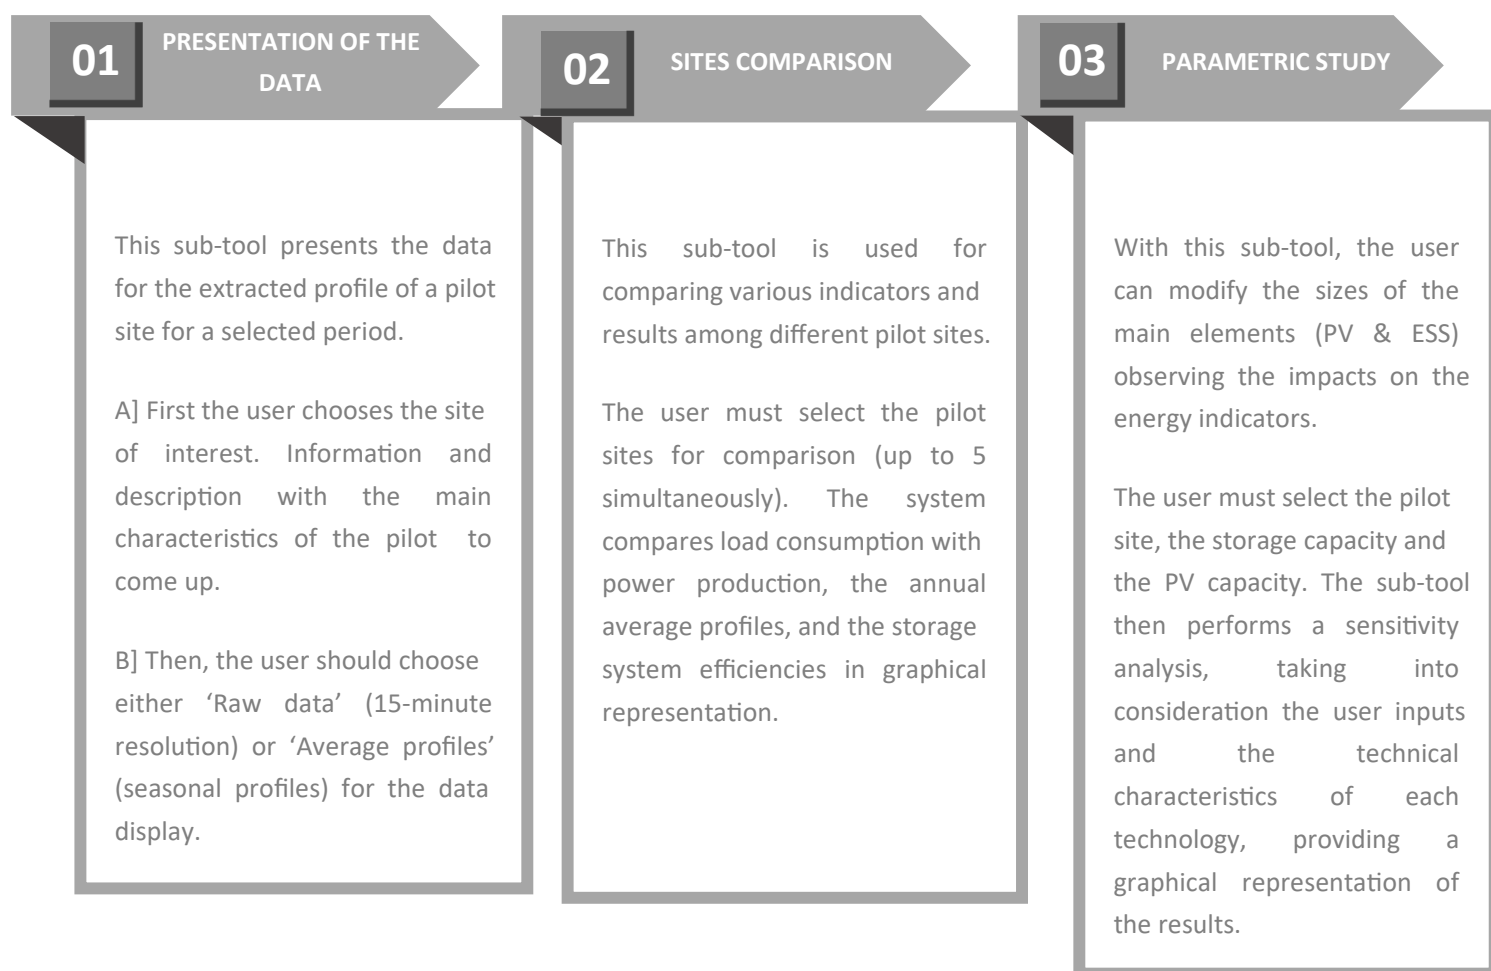 01
PRESENTATION OF THE
DATA
This sub-tool presents the data
for the extracted profile of a pilot
site for a selected period.
A] First the user chooses the site
of interest. Information and
description with the main
characteristics of the pilot to
come up.
B] Then, the user should choose
either ‘Raw data’ (15-minute
resolution) or ‘Average profiles’
(seasonal profiles) for the data
display.
02
SITES COMPARISON
This sub-tool is used for
comparing various indicators and
results among different pilot sites.
The user must select the pilot
sites for comparison (up to 5
simultaneously). The system
compares load consumption with
power production, the annual
average profiles, and the storage
system efficiencies in graphical
representation.
03
PARAMETRIC STUDY
With this sub-tool, the user
can modify the sizes of the
main elements (PV & ESS)
observing the impacts on the
energy indicators.
The user must select the pilot
site, the storage capacity and
the PV capacity. The sub-tool
then performs a sensitivity
analysis, taking into
consideration the user inputs
and the technical
characteristics of each
technology, providing a
graphical representation of
the results.